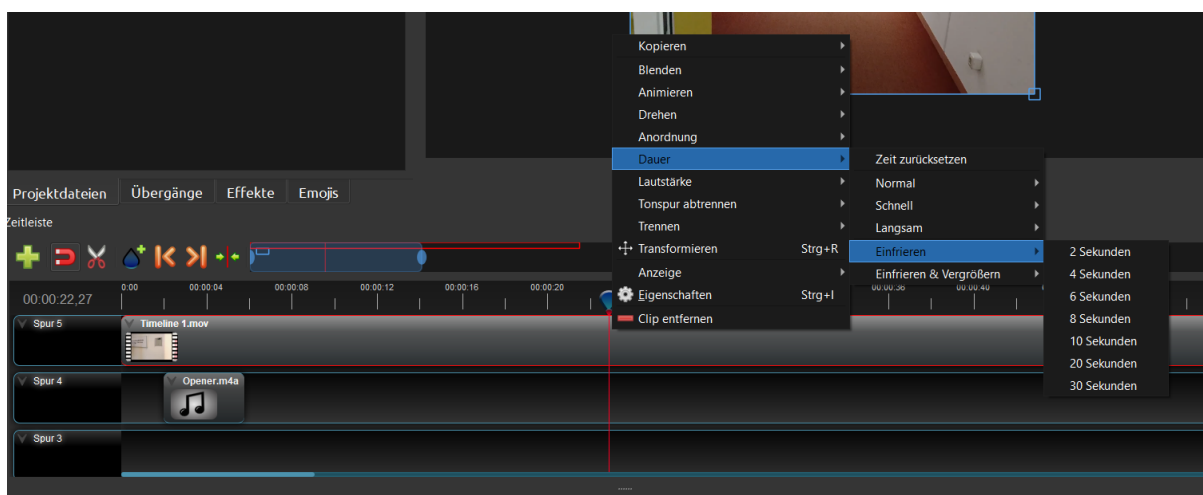 Kopieren
Blenden
Animieren
Drehen
Anordnung
Dauer
Lautstärke
Tonspur abtrennen
Trennen
Transformieren Strg+R
Anzeige
Eigenschaften Strg+I
Clip entfernen
Zeit zurücksetzen
Normal
Schnell
Langsam
Einfrieren
Einfrieren & Vergrößern
2 Sekunden
4 Sekunden
6 Sekunden
8 Sekunden
10 Sekunden
20 Sekunden
30 Sekunden
Projektdateien Übergänge Effekte Emojis
Zeitleiste
00:00:22,27
0:00 00:00:04 00:00:08 00:00:12 00:00:16 00:00:20 00:00:36 00:00:40
Spur 5 Timeline 1.mov
Spur 4 Opener.m4a
Spur 3